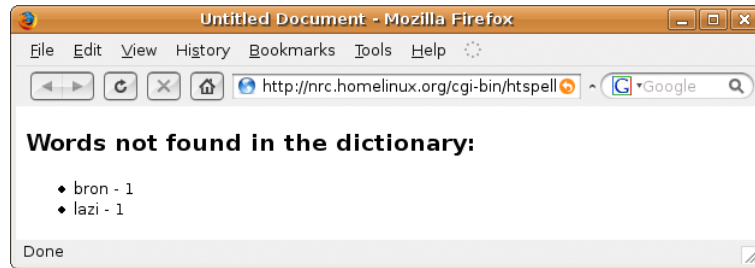 Untitled Document - Mozilla Firefox
File Edit View History Bookmarks Tools Help
http://nrc.homelinux.org/cgi-bin/htspell G Google
Words not found in the dictionary:
• bron - 1
• lazi - 1
Done